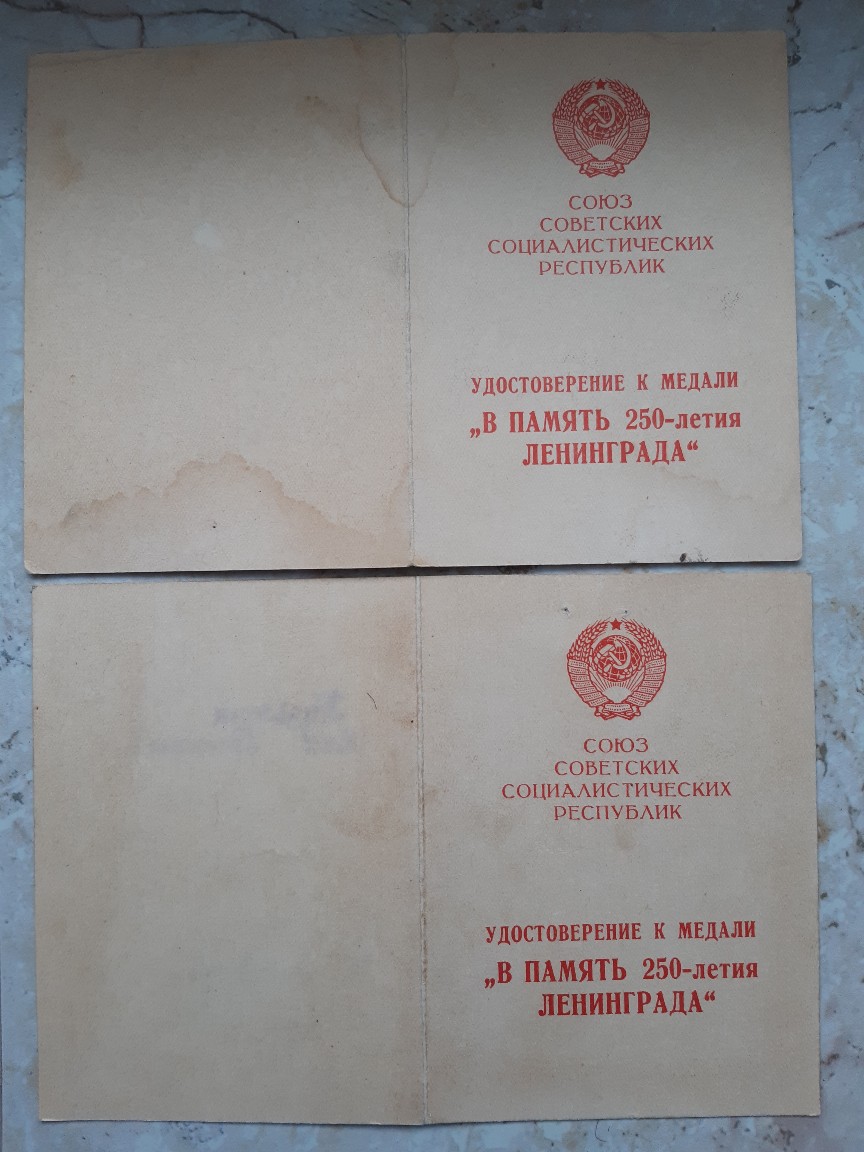 СОЮЗ
СОВЕТСКИХ
СОЦИАЛИСТИЧЕСКИХ
РЕСПУБЛИК
УДОСТОВЕРЕНИЕ К МЕДАЛИ
„В ПАМЯТЬ 250-летия
ЛЕНИНГРАДА“
СОЮЗ
СОВЕТСКИХ
СОЦИАЛИСТИЧЕСКИХ
РЕСПУБЛИК
УДОСТОВЕРЕНИЕ К МЕДАЛИ
„В ПАМЯТЬ 250-летия
ЛЕНИНГРАДА“